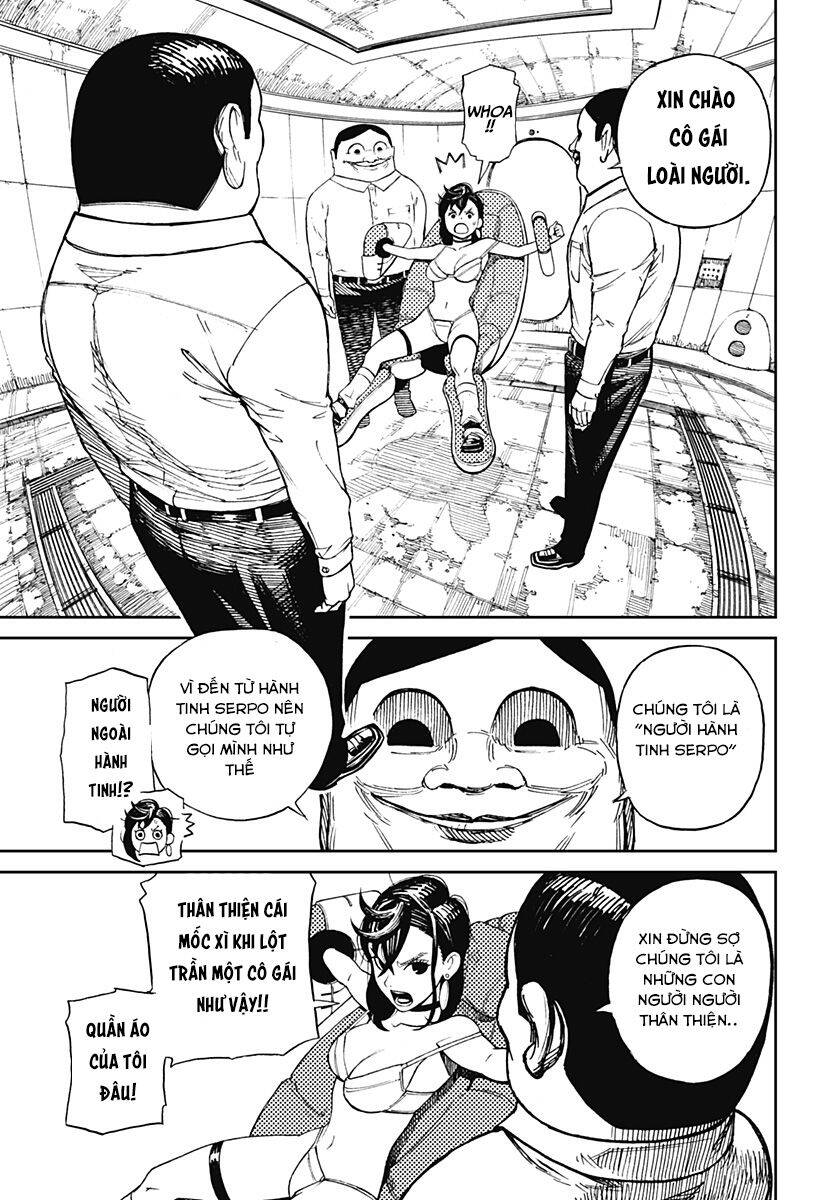 XIN CHÀO
CÔ GÁI
LOÀI NGƯỜI.
WHOA
!!
CHÚNG TÔI LÀ
"NGƯỜI HÀNH
TINH SERPO"
VÌ ĐẾN TỪ HÀNH
TINH SERPO NÊN
CHÚNG TÔI TỰ
GỌI MÌNH NHƯ
THẾ
NGƯỜI
NGOÀI
HÀNH
TINH!?
XIN ĐỪNG SỢ
CHÚNG TÔI LÀ
NHỮNG CON
NGƯỜI NGƯỜI
THÂN THIỆN..
THÂN THIỆN CÁI
MỐC XÌ KHI LỘT
TRẦN MỘT CÔ GÁI
NHƯ VẬY!!
QUẦN ÁO
CỦA TÔI
ĐÂU!